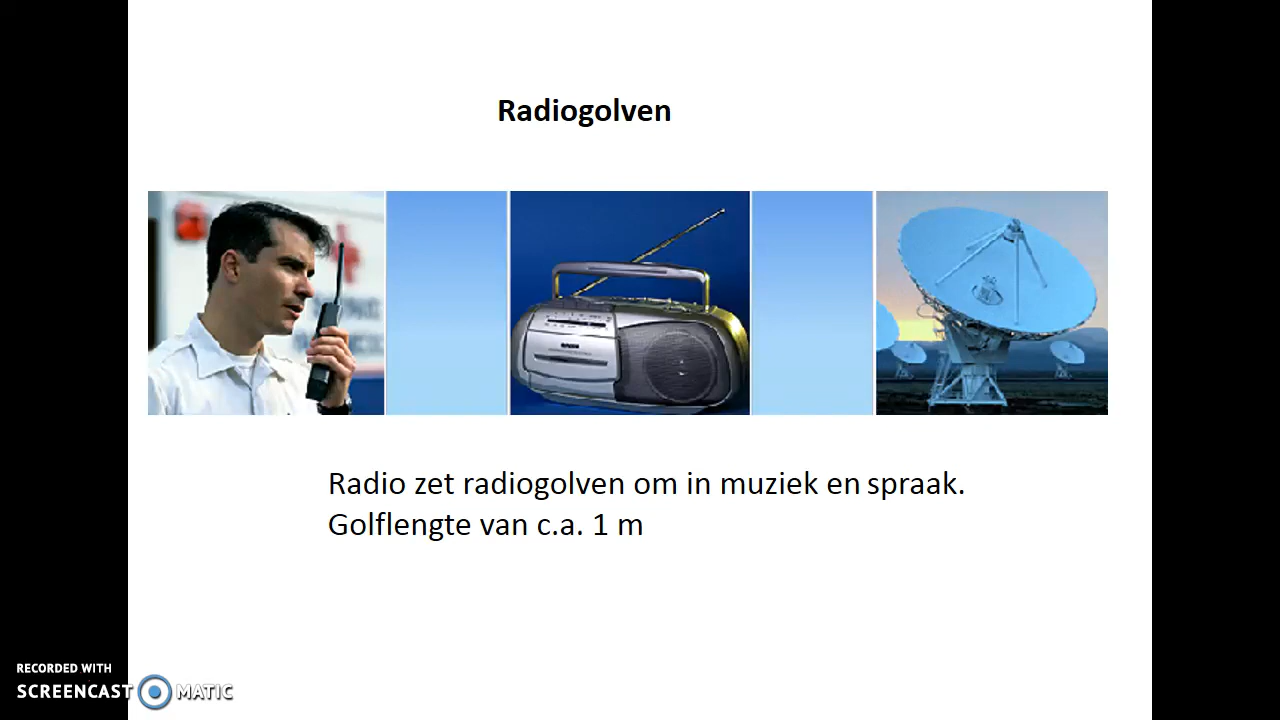 Radiogolven
Radio zet radiogolven om in muziek en spraak.
Golflengte van c.a. 1 m
RECORDED WITH
SCREENCAST MATIC